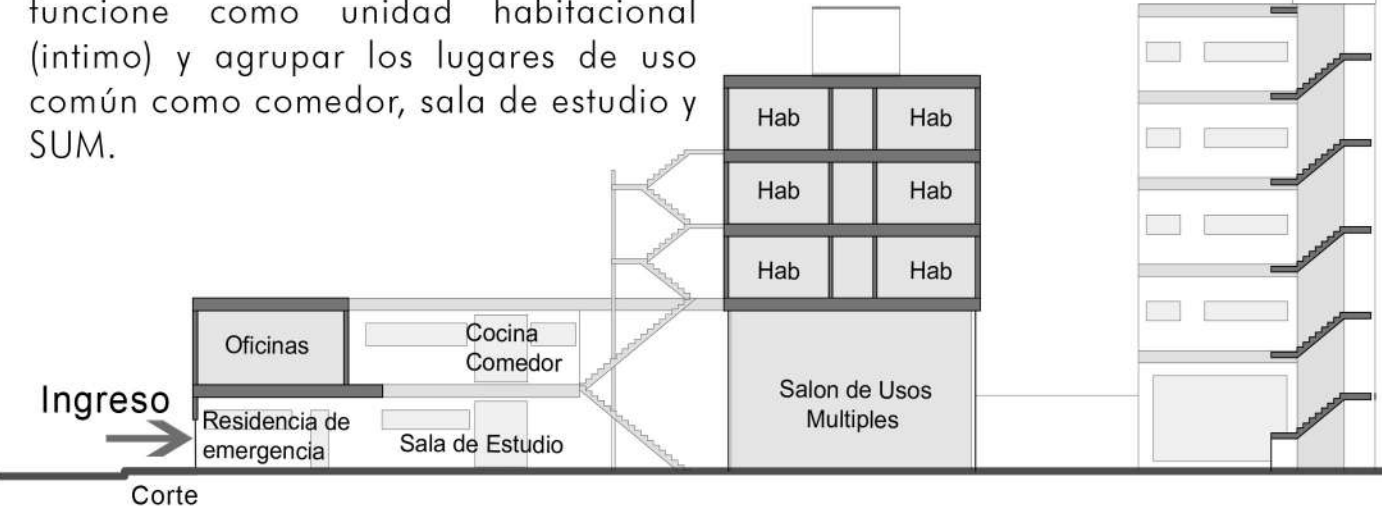 funcione como unidad habitacional
(intimo) y agrupar los lugares de uso
común como comedor, sala de estudio y
SUM.
Hab Hab
Hab Hab
Hab Hab
Oficinas
Cocina
Comedor
Ingreso
Residencia de
emergencia
Sala de Estudio
Salon de Usos
Multiples
Corte